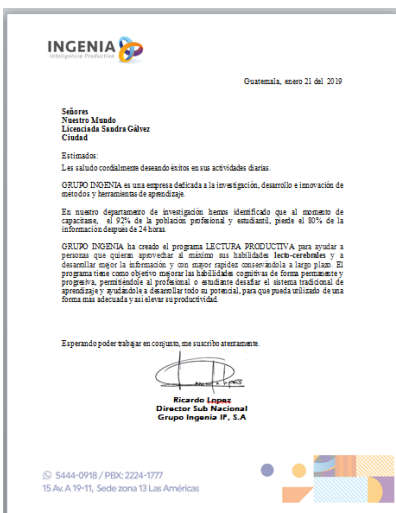 INGENIA
Inteligencia Productiva
Guatemala, enero 21 del 2019
Señores
Nuestro Mundo
Licenciada Sandra Gálvez
Ciudad
Estimados:
Les saludo cordialmente deseando éxitos en sus actividades diarias.
GRUPO INGENIA es una empresa dedicada a la investigación, desarrollo e innovación de
métodos y herramientas de aprendizaje.
En nuestro departamento de investigación hemos identificado que al momento de
capacitarse, el 92% de la población profesional y estudiantil, pierde el 80% de la
información después de 24 horas.
GRUPO INGENIA ha creado el programa LECTURA PRODUCTIVA para ayudar a
personas que quieran aprovechar al máximo sus habilidades lecto-cerebrales y a
desarrollar mejor la información y con mayor rapidez conservándola a largo plazo. El
programa tiene como objetivo mejorar las habilidades cognitivas de forma permanente y
progresiva, permitiéndole al profesional o estudiante desafiar el sistema tradicional de
aprendizaje y ayudándole a desarrollar todo su potencial, para que pueda utilizarlo de una
forma más adecuada y así elevar su productividad.
Esperando poder trabajar en conjunto, me suscribo atentamente.
Ricardo Lopez
Director Sub Nacional
Grupo Ingenia IP, S.A
5444-0918 / PBX: 2224-1777
15 Av. A 19-11, Sede zona 13 Las Américas